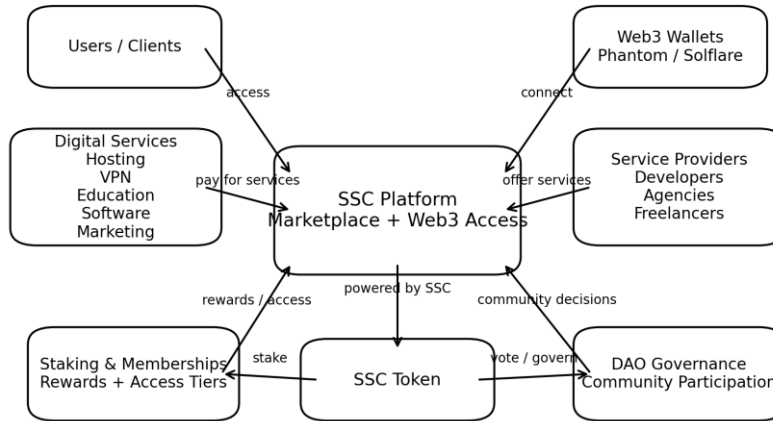 Users / Clients
Web3 Wallets
Phantom / Solflare
access
connect
Digital Services
Hosting
VPN
Education
Software
Marketing
pay for services
SSC Platform
Marketplace + Web3 Access
offer services
Service Providers
Developers
Agencies
Freelancers
rewards / access
powered by SSC
community decisions
Staking & Memberships
Rewards + Access Tiers
stake
SSC Token
vote / govern
DAO Governance
Community Participation